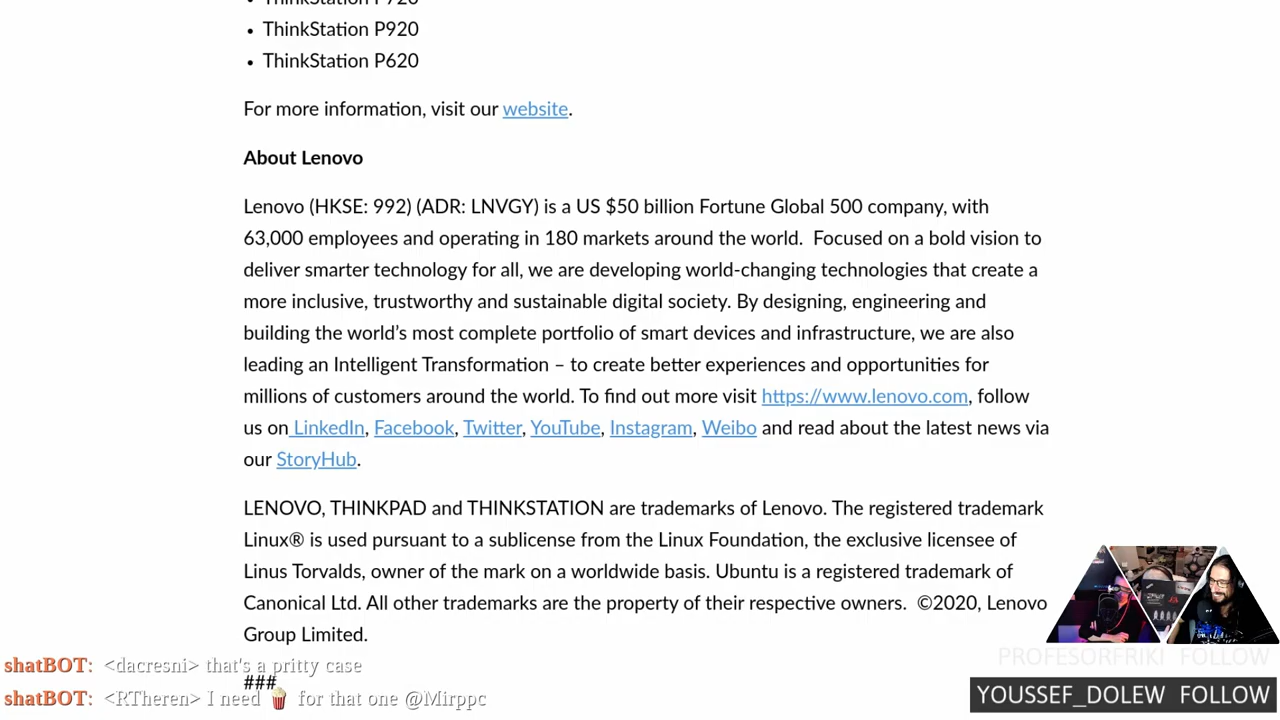 ThinkStation P720
• ThinkStation P920
• ThinkStation P620
For more information, visit our website.
About Lenovo
Lenovo (HKSE: 992) (ADR: LNVGY) is a US $50 billion Fortune Global 500 company, with
63,000 employees and operating in 180 markets around the world.  Focused on a bold vision to
deliver smarter technology for all, we are developing world-changing technologies that create a
more inclusive, trustworthy and sustainable digital society. By designing, engineering and
building the world’s most complete portfolio of smart devices and infrastructure, we are also
leading an Intelligent Transformation – to create better experiences and opportunities for
millions of customers around the world. To find out more visit https://www.lenovo.com, follow
us on LinkedIn, Facebook, Twitter, YouTube, Instagram, Weibo and read about the latest news via
our StoryHub.
LENOVO, THINKPAD and THINKSTATION are trademarks of Lenovo. The registered trademark
Linux® is used pursuant to a sublicense from the Linux Foundation, the exclusive licensee of
Linus Torvalds, owner of the mark on a worldwide basis. Ubuntu is a registered trademark of
Canonical Ltd. All other trademarks are the property of their respective owners.  ©2020, Lenovo
Group Limited.
###
shatBOT: <dacresni> that's a pritty case
shatBOT: <RTheren> I need 🍿 for that one @Mirppc
PROFESORFRIKI FOLLOW
YOUSSEF_DOLEW FOLLOW